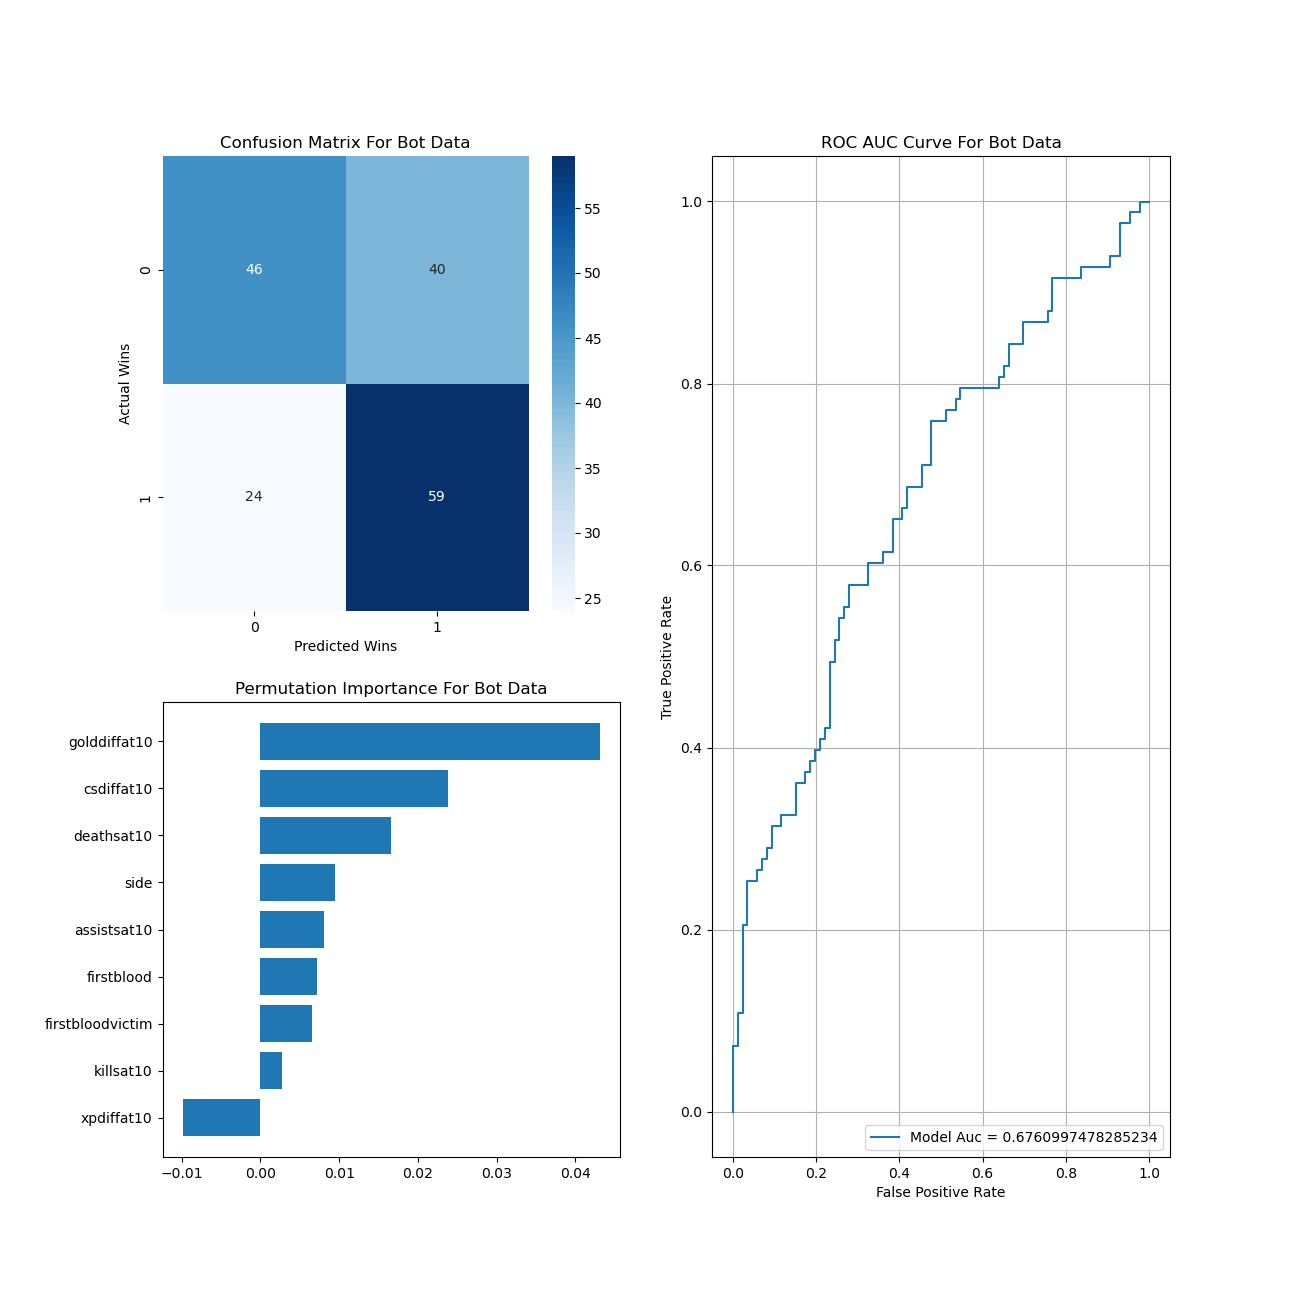 Confusion Matrix For Bot Data
46 40
24 59
0
1
Actual Wins
0 1
Predicted Wins
55
50
45
40
35
30
25
Permutation Importance For Bot Data
golddiffat10
csdiffat10
deathsat10
side
assistsat10
firstblood
firstbloodvictim
killsat10
xpdiffat10
−0.01 0.00 0.01 0.02 0.03 0.04
ROC AUC Curve For Bot Data
1.0
0.8
0.6
0.4
0.2
0.0
True Positive Rate
Model Auc = 0.6760997478285234
0.0 0.2 0.4 0.6 0.8 1.0
False Positive Rate